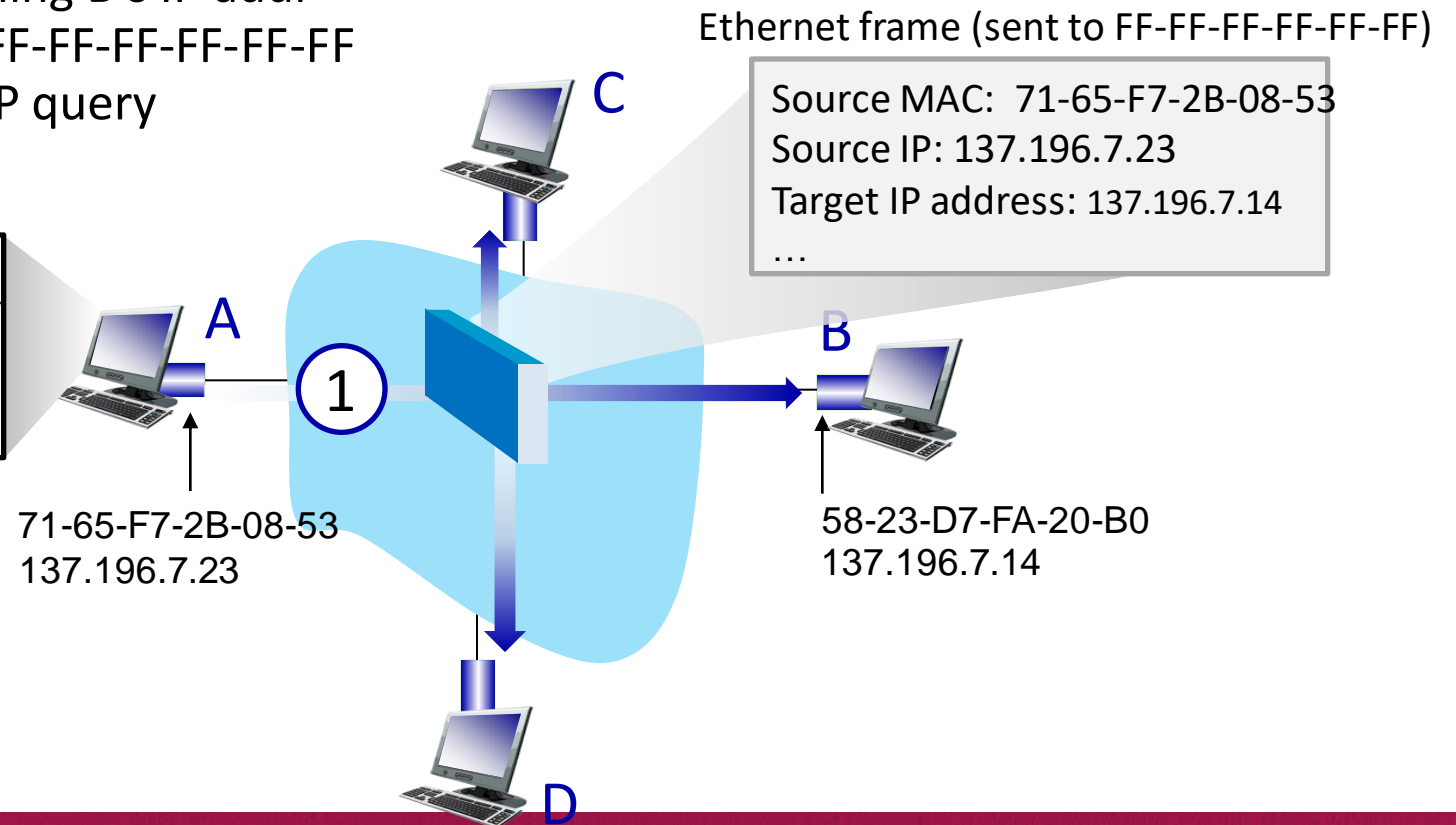 FF-FF-FF-FF-FF-FF
query
Ethernet frame (sent to FF-FF-FF-FF-FF-FF)
Source MAC: 71-65-F7-2B-08-53
Source IP: 137.196.7.23
Target IP address: 137.196.7.14
…
C
A
B
1
71-65-F7-2B-08-53
137.196.7.23
58-23-D7-FA-20-B0
137.196.7.14
D